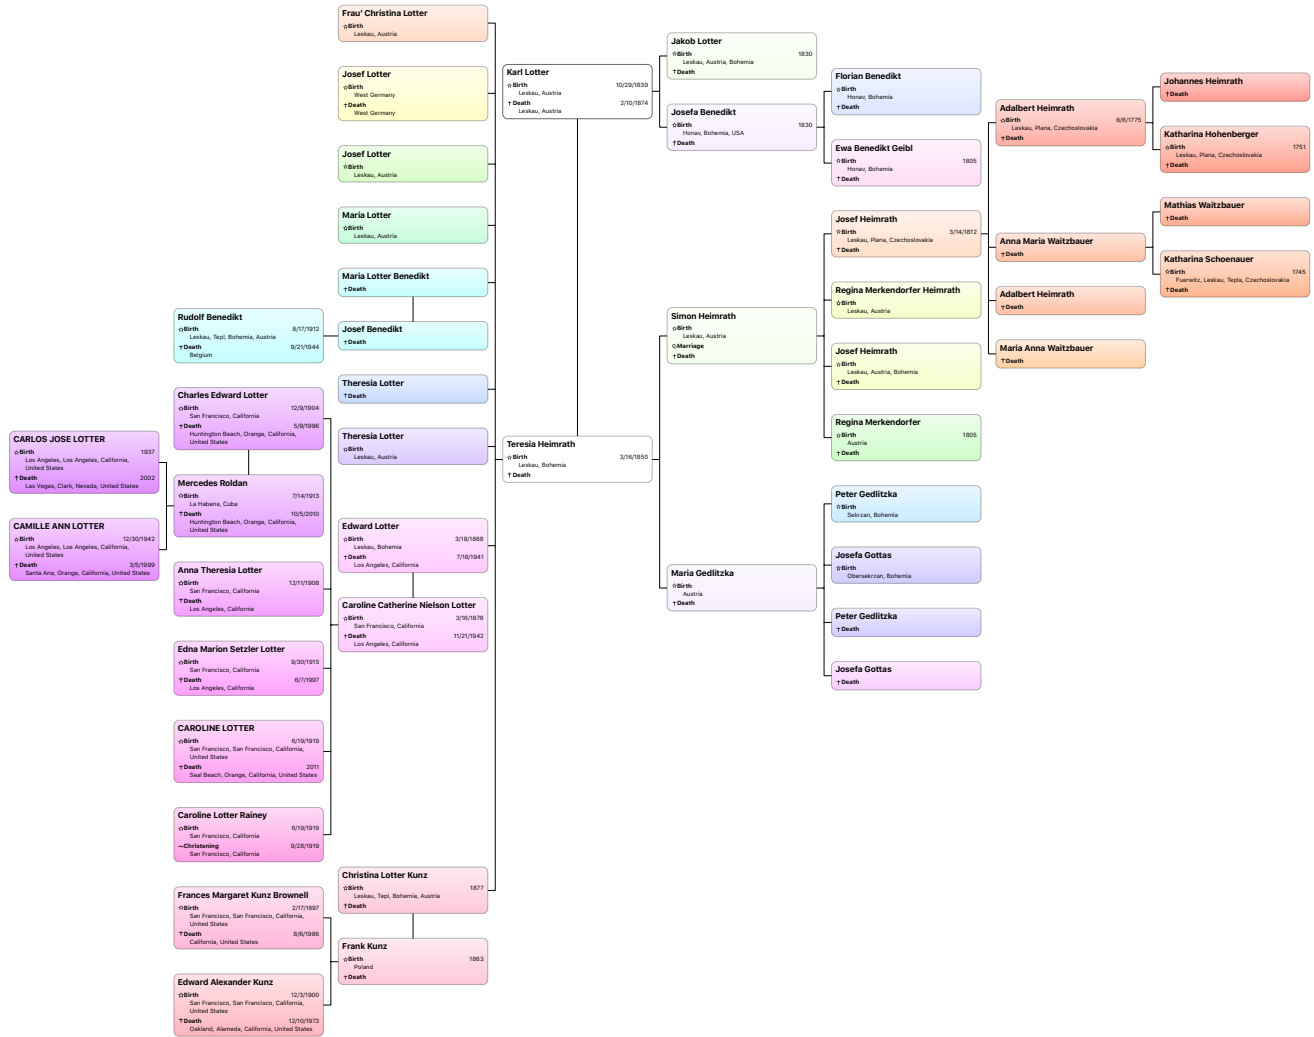 Frau' Christina Lotter
☆Birth
Leskau, Austria
Josef Lotter
☆Birth
West Germany
†Death
West Germany
Josef Lotter
☆Birth
Leskau, Austria
Maria Lotter
☆Birth
Leskau, Austria
Maria Lotter Benedikt
†Death
Josef Benedikt
†Death
Rudolf Benedikt
☆Birth 8/17/1912
Leskau, Tepl, Bohemia, Austria
†Death 9/21/1944
Belgium
Theresia Lotter
†Death
Theresia Lotter
☆Birth
Leskau, Austria
Charles Edward Lotter
☆Birth 12/9/1904
San Francisco, California
†Death 5/9/1996
Huntington Beach, Orange, California,
United States
Mercedes Roldan
☆Birth 7/14/1913
La Habana, Cuba
†Death 10/5/2010
Huntington Beach, Orange, California,
United States
CARLOS JOSE LOTTER
☆Birth 1937
Los Angeles, Los Angeles, California,
United States
†Death 2002
Las Vegas, Clark, Nevada, United States
CAMILLE ANN LOTTER
☆Birth 12/30/1942
Los Angeles, Los Angeles, California,
United States
†Death 3/5/1999
Santa Ana, Orange, California, United States
Anna Theresia Lotter
☆Birth 12/11/1908
San Francisco, California
†Death
Los Angeles, California
Edna Marion Setzler Lotter
☆Birth 9/30/1915
San Francisco, California
†Death 6/7/1997
Los Angeles, California
CAROLINE LOTTER
☆Birth 6/19/1919
San Francisco, San Francisco, California,
United States
†Death 2011
Seal Beach, Orange, California, United States
Caroline Lotter Rainey
☆Birth 6/19/1919
San Francisco, California
~Christening 9/28/1919
San Francisco, California
Edward Lotter
☆Birth 3/18/1868
Leskau, Bohemia
†Death 7/18/1941
Los Angeles, California
Caroline Catherine Nielson Lotter
☆Birth 3/16/1878
San Francisco, California
†Death 11/21/1942
Los Angeles, California
Christina Lotter Kunz
☆Birth 1877
Leskau, Tepl, Bohemia, Austria
†Death
Frank Kunz
☆Birth 1863
Poland
†Death
Frances Margaret Kunz Brownell
☆Birth 2/17/1897
San Francisco, San Francisco, California,
United States
†Death 8/6/1986
California, United States
Edward Alexander Kunz
☆Birth 12/3/1900
San Francisco, San Francisco, California,
United States
†Death 12/10/1973
Oakland, Alameda, California, United States
Karl Lotter
☆Birth 10/29/1839
Leskau, Austria
†Death 2/10/1874
Leskau, Austria
Teresia Heimrath
☆Birth 3/16/1850
Leskau, Bohemia
†Death
Jakob Lotter
☆Birth 1830
Leskau, Austria, Bohemia
†Death
Josefa Benedikt
☆Birth 1830
Honav, Bohemia, USA
†Death
Florian Benedikt
☆Birth
Honav, Bohemia
†Death
Ewa Benedikt Geibl
☆Birth 1805
Honav, Bohemia
†Death
Simon Heimrath
☆Birth
Leskau, Austria
⚭Marriage
†Death
Maria Gedlitzka
☆Birth
Austria
†Death
Josef Heimrath
☆Birth 3/14/1812
Leskau, Plana, Czechoslovakia
†Death
Regina Merkendorfer Heimrath
☆Birth
Leskau, Austria
Josef Heimrath
☆Birth
Leskau, Austria, Bohemia
†Death
Regina Merkendorfer
☆Birth 1805
Austria
†Death
Peter Gedlitzka
☆Birth
Sekrzan, Bohemia
Josefa Gottas
☆Birth
Obersekrzan, Bohemia
Peter Gedlitzka
†Death
Josefa Gottas
†Death
Adalbert Heimrath
☆Birth 6/6/1775
Leskau, Plana, Czechoslovakia
†Death
Anna Maria Waitzbauer
†Death
Adalbert Heimrath
†Death
Maria Anna Waitzbauer
†Death
Johannes Heimrath
†Death
Katharina Hohenberger
☆Birth 1751
Leskau, Plana, Czechoslovakia
†Death
Mathias Waitzbauer
†Death
Katharina Schoenauer
☆Birth 1745
Fuerwitz, Leskau, Tepla, Czechoslovakia
†Death